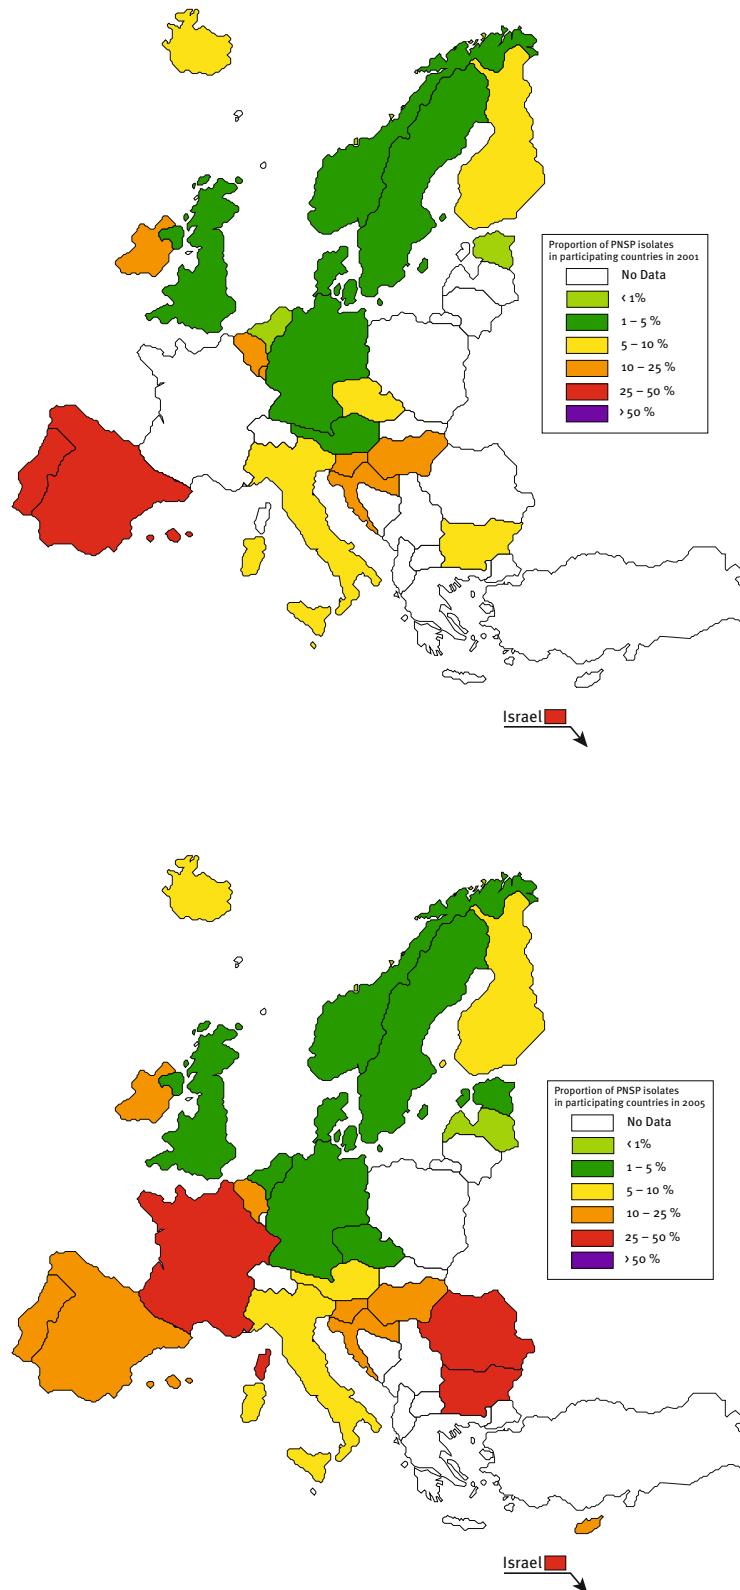 Proportion of PNSP isolates
in participating countries in 2001
No Data
< 1%
1 – 5 %
5 – 10 %
10 – 25 %
25 – 50 %
> 50 %
Israel
Proportion of PNSP isolates
in participating countries in 2005
No Data
< 1%
1 – 5 %
5 – 10 %
10 – 25 %
25 – 50 %
> 50 %
Israel